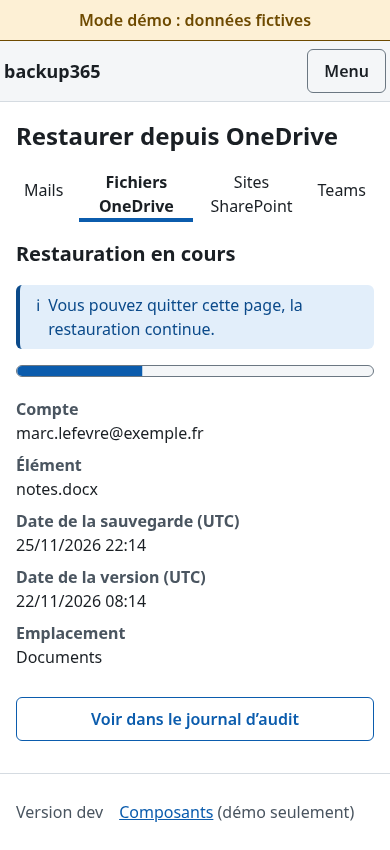 Mode démo : données fictives
backup365
Menu
Restaurer depuis OneDrive
Mails
Fichiers
OneDrive
Sites
SharePoint
Teams
Restauration en cours
i Vous pouvez quitter cette page, la
restauration continue.
Compte
marc.lefevre@exemple.fr
Élément
notes.docx
Date de la sauvegarde (UTC)
25/11/2026 22:14
Date de la version (UTC)
22/11/2026 08:14
Emplacement
Documents
Voir dans le journal d’audit
Version dev Composants (démo seulement)